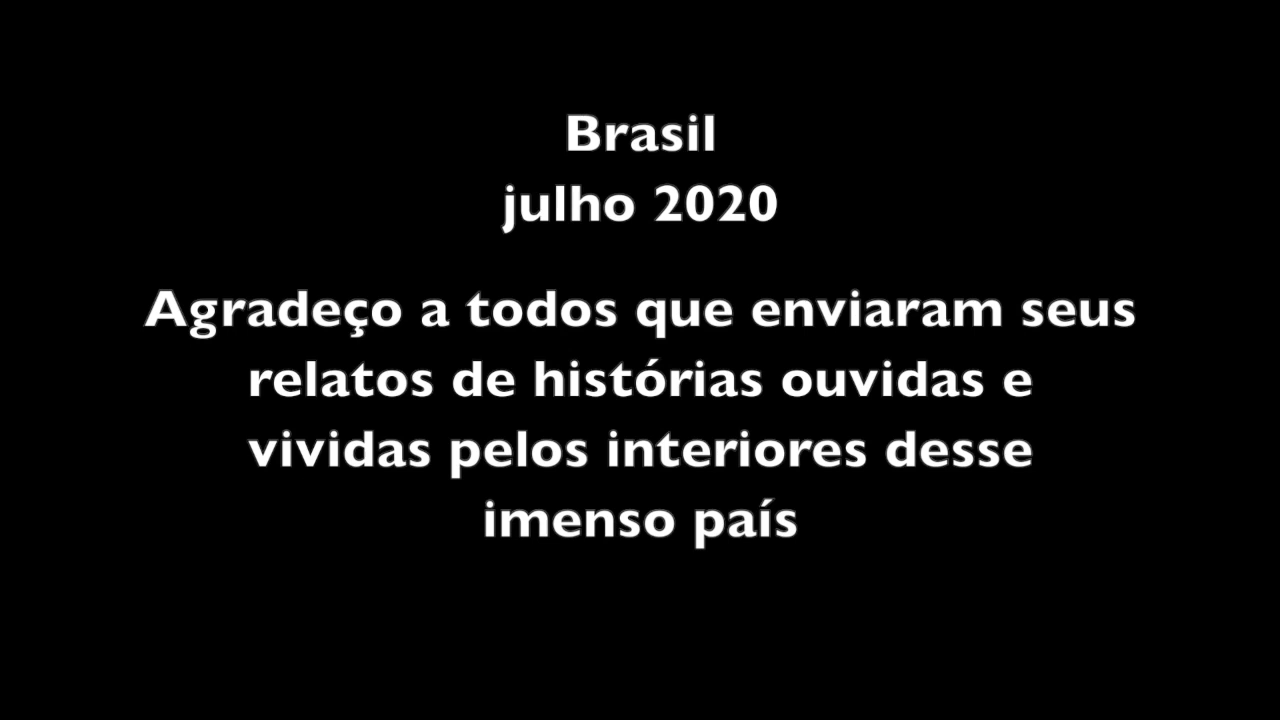 Brasil
julho 2020
Agradeço a todos que enviaram seus
relatos de histórias ouvidas e
vividas pelos interiores desse
imenso país